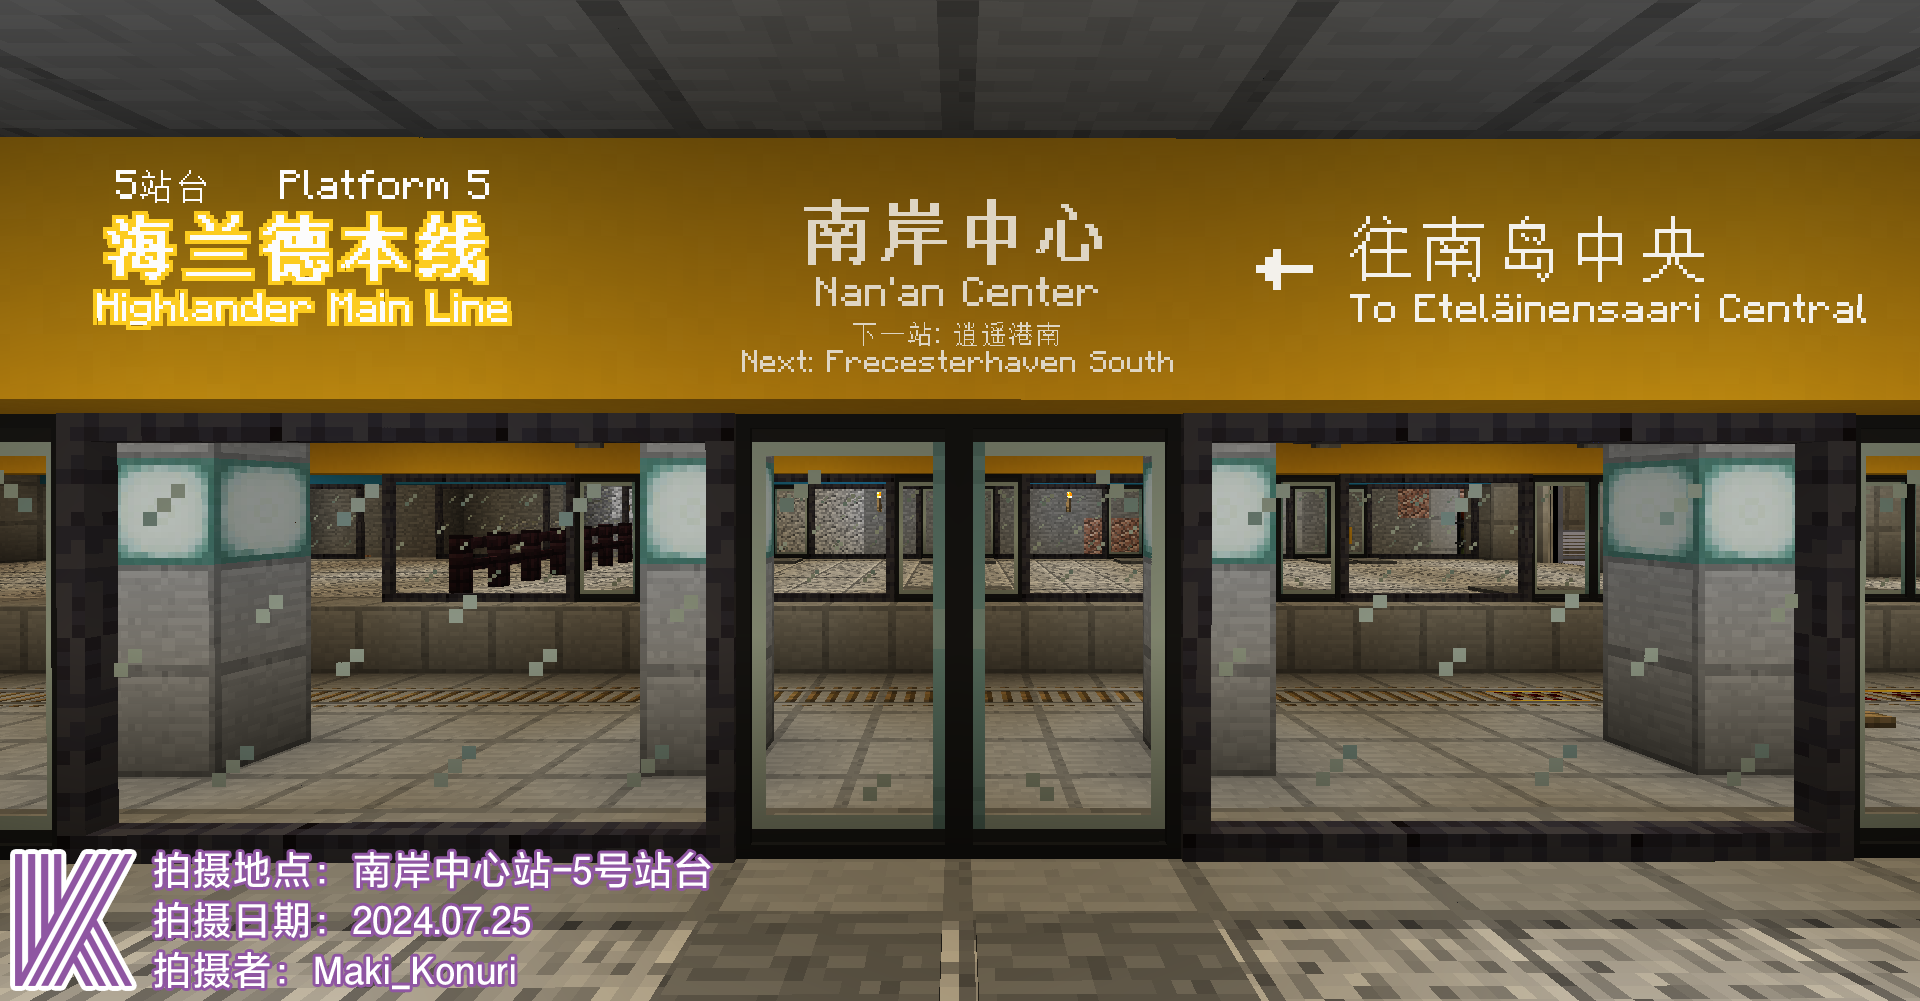 5站台 Platform 5
海兰德本线
Highlander Main Line
南岸中心
Nan'an Center
下一站: 逍遥港南
Next: Frecesterhaven South
往南岛中央
To Eteläinensaari Central
拍摄地点：南岸中心站-5号站台
拍摄日期：2024.07.25
拍摄者：Maki_Konuri